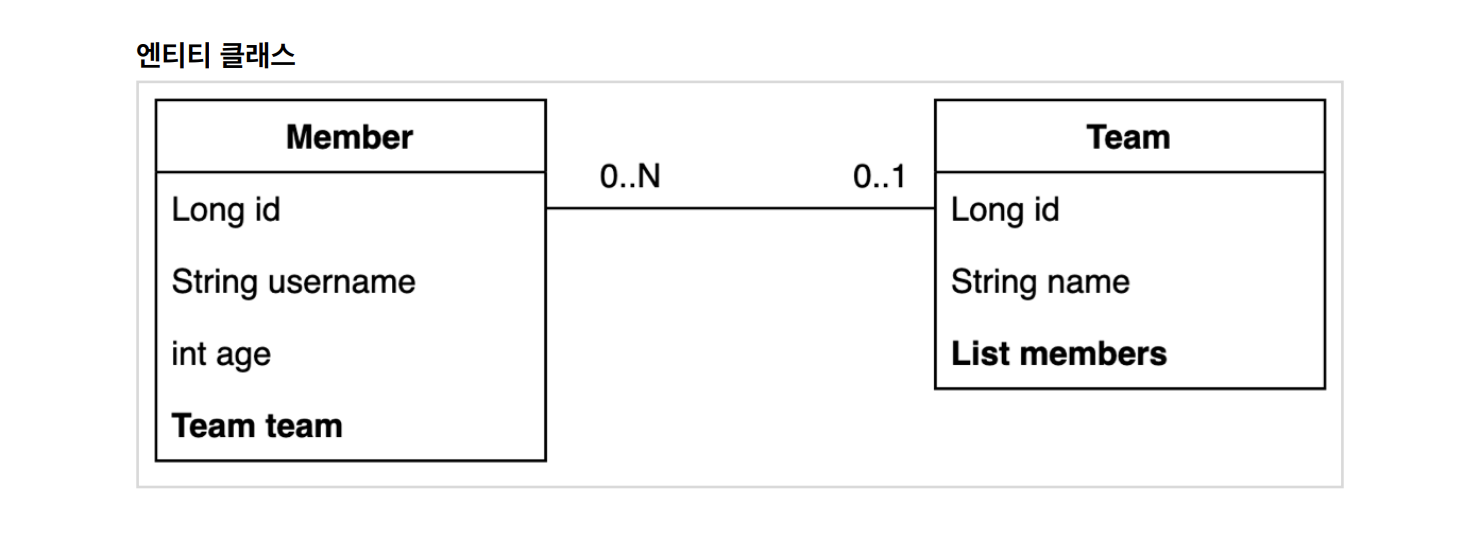 엔티티 클래스
Member
Long id
String username
int age
Team team
0..N
0..1
Team
Long id
String name
List members